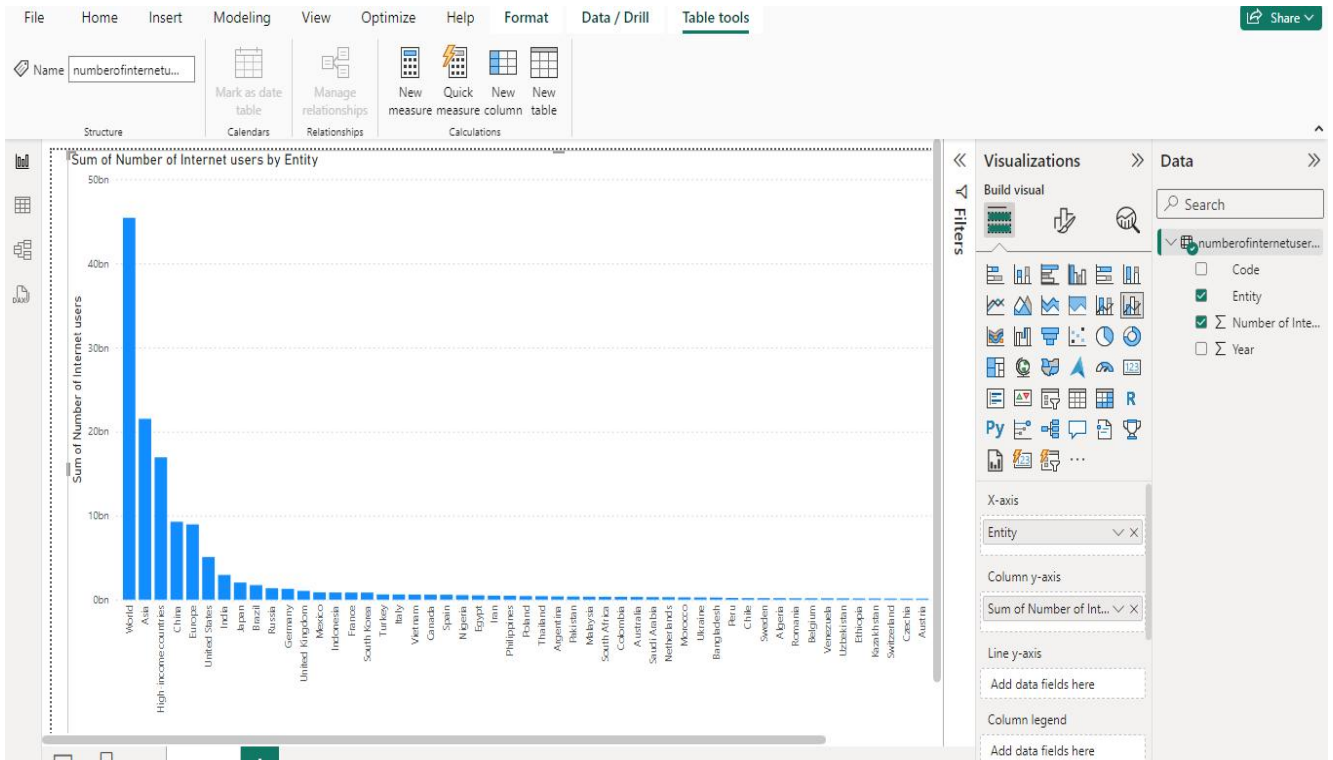 File Home Insert Modeling View Optimize Help Format Data / Drill Table tools Share
Name numberofinternetu...
Mark as date table
Manage relationships
New measure
Quick measure
New column
New table
Structure Calendars Relationships Calculations
Sum of Number of Internet users by Entity
50bn
40bn
30bn
20bn
10bn
0bn
Sum of Number of Internet users
World
Asia
High-income countries
China
Europe
United States
India
Japan
Brazil
Russia
Germany
United Kingdom
Mexico
Indonesia
France
South Korea
Turkey
Italy
Vietnam
Canada
Spain
Nigeria
Egypt
Iran
Philippines
Poland
Thailand
Argentina
Pakistan
Malaysia
South Africa
Colombia
Australia
Saudi Arabia
Netherlands
Morocco
Ukraine
Bangladesh
Peru
Chile
Sweden
Algeria
Romania
Belgium
Venezuela
Uzbekistan
Ethiopia
Kazakhstan
Switzerland
Czechia
Austria
Filters
Visualizations
Build visual
123
R
Py
123
X-axis
Entity
Column y-axis
Sum of Number of Int...
Line y-axis
Add data fields here
Column legend
Add data fields here
Data
Search
numberofinternetuser...
Code
Entity
Number of Inte...
Year